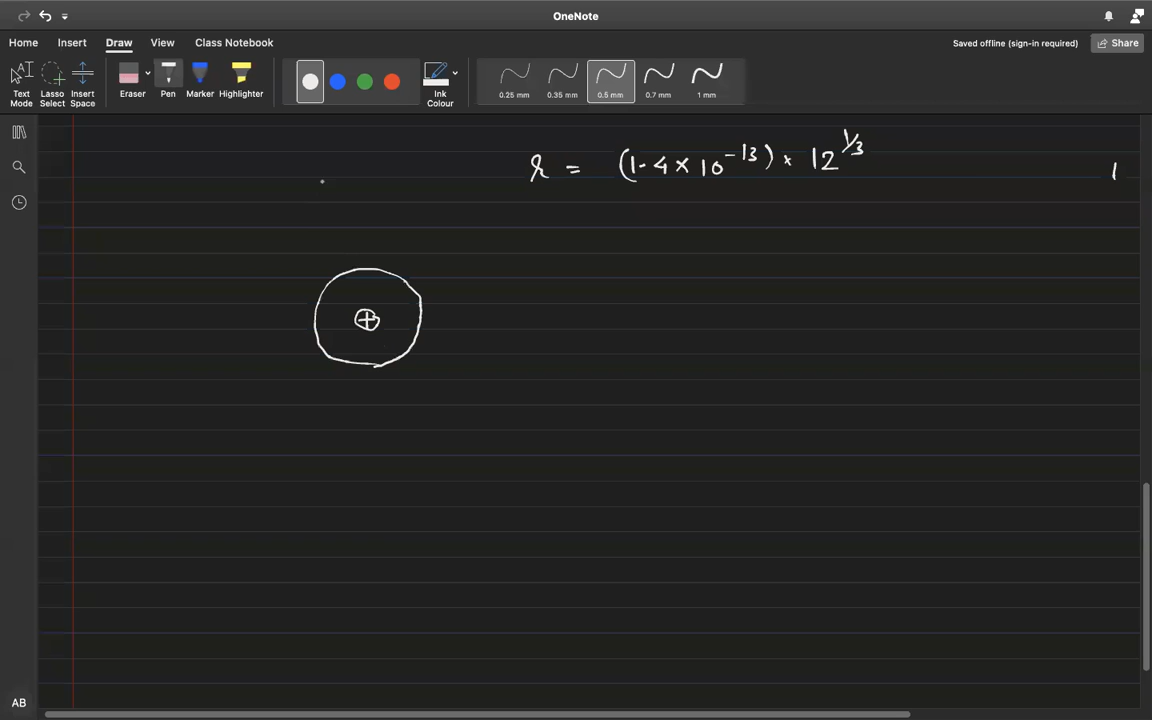 OneNote
Home Insert Draw View Class Notebook Saved offline (sign-in required) Share
Text Mode Lasso Select Insert Space Eraser Pen Marker Highlighter Ink Colour 0.25 mm 0.35 mm 0.5 mm 0.7 mm 1 mm
r = (1.4 × 10^-13) × 12^1/3
+
AB